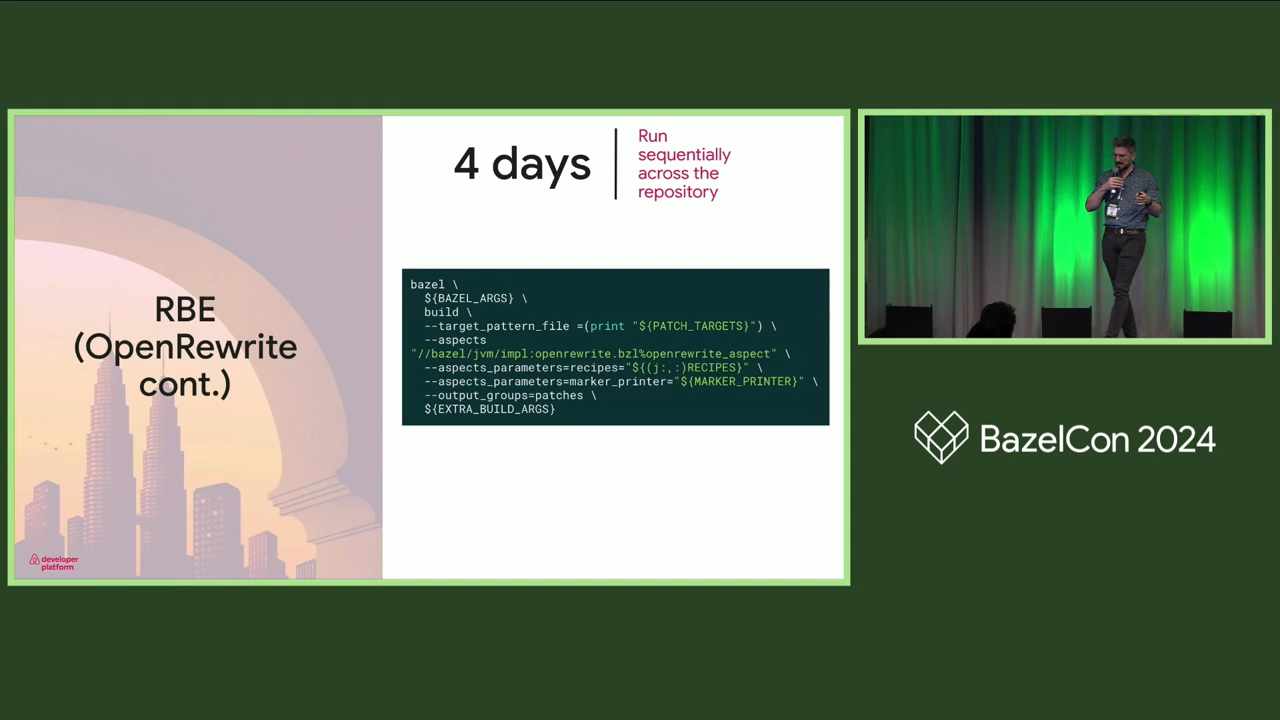 RBE
(OpenRewrite
cont.)
developer
platform
4 days
Run
sequentially
across the
repository
bazel \
${BAZEL_ARGS} \
build \
--target_pattern_file =(print "${PATCH_TARGETS}") \
--aspects
"//bazel/jvm/impl:openrewrite.bzl%openrewrite_aspect" \
--aspects_parameters=recipes="${(j:,:)RECIPES}" \
--aspects_parameters=marker_printer="${MARKER_PRINTER}" \
--output_groups=patches \
${EXTRA_BUILD_ARGS}
BazelCon 2024